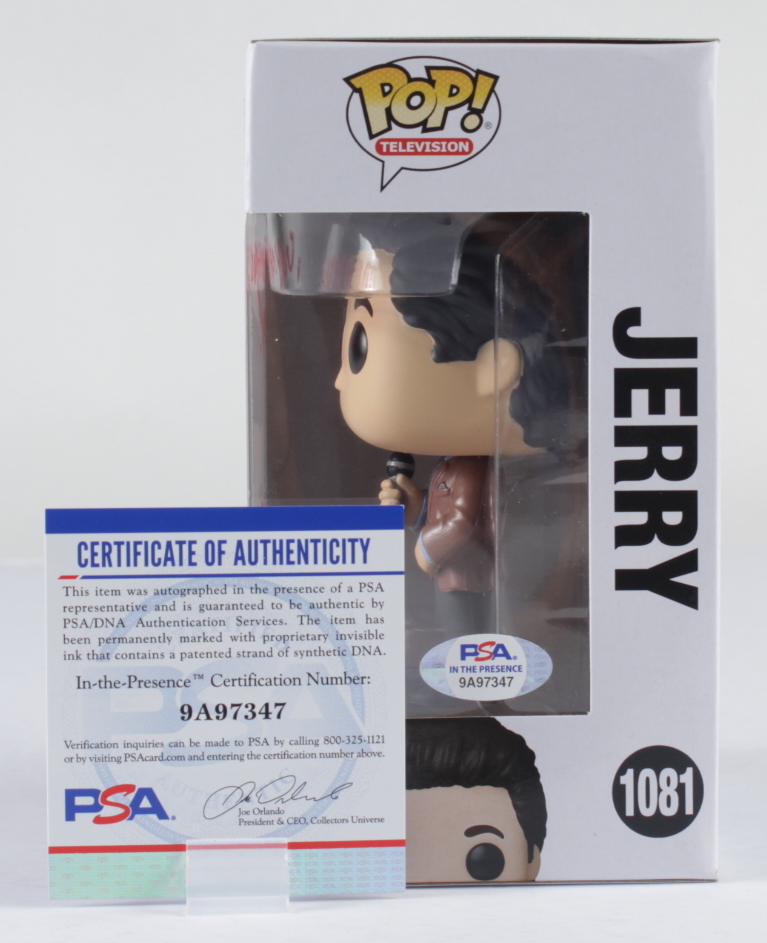 POP!
TELEVISION
JERRY
1081
PSA
IN THE PRESENCE
9A97347
CERTIFICATE OF AUTHENTICITY
This item was autographed in the presence of a PSA
representative and is guaranteed to be authentic by
PSA/DNA Authentication Services. The item has
been permanently marked with proprietary invisible
ink that contains a patented strand of synthetic DNA.
In-the-Presence™ Certification Number:
9A97347
Verification inquiries can be made to PSA by calling 800-325-1121
or by visiting PSAcard.com and entering the certification number above.
PSA
Joe Orlando
President & CEO, Collectors Universe